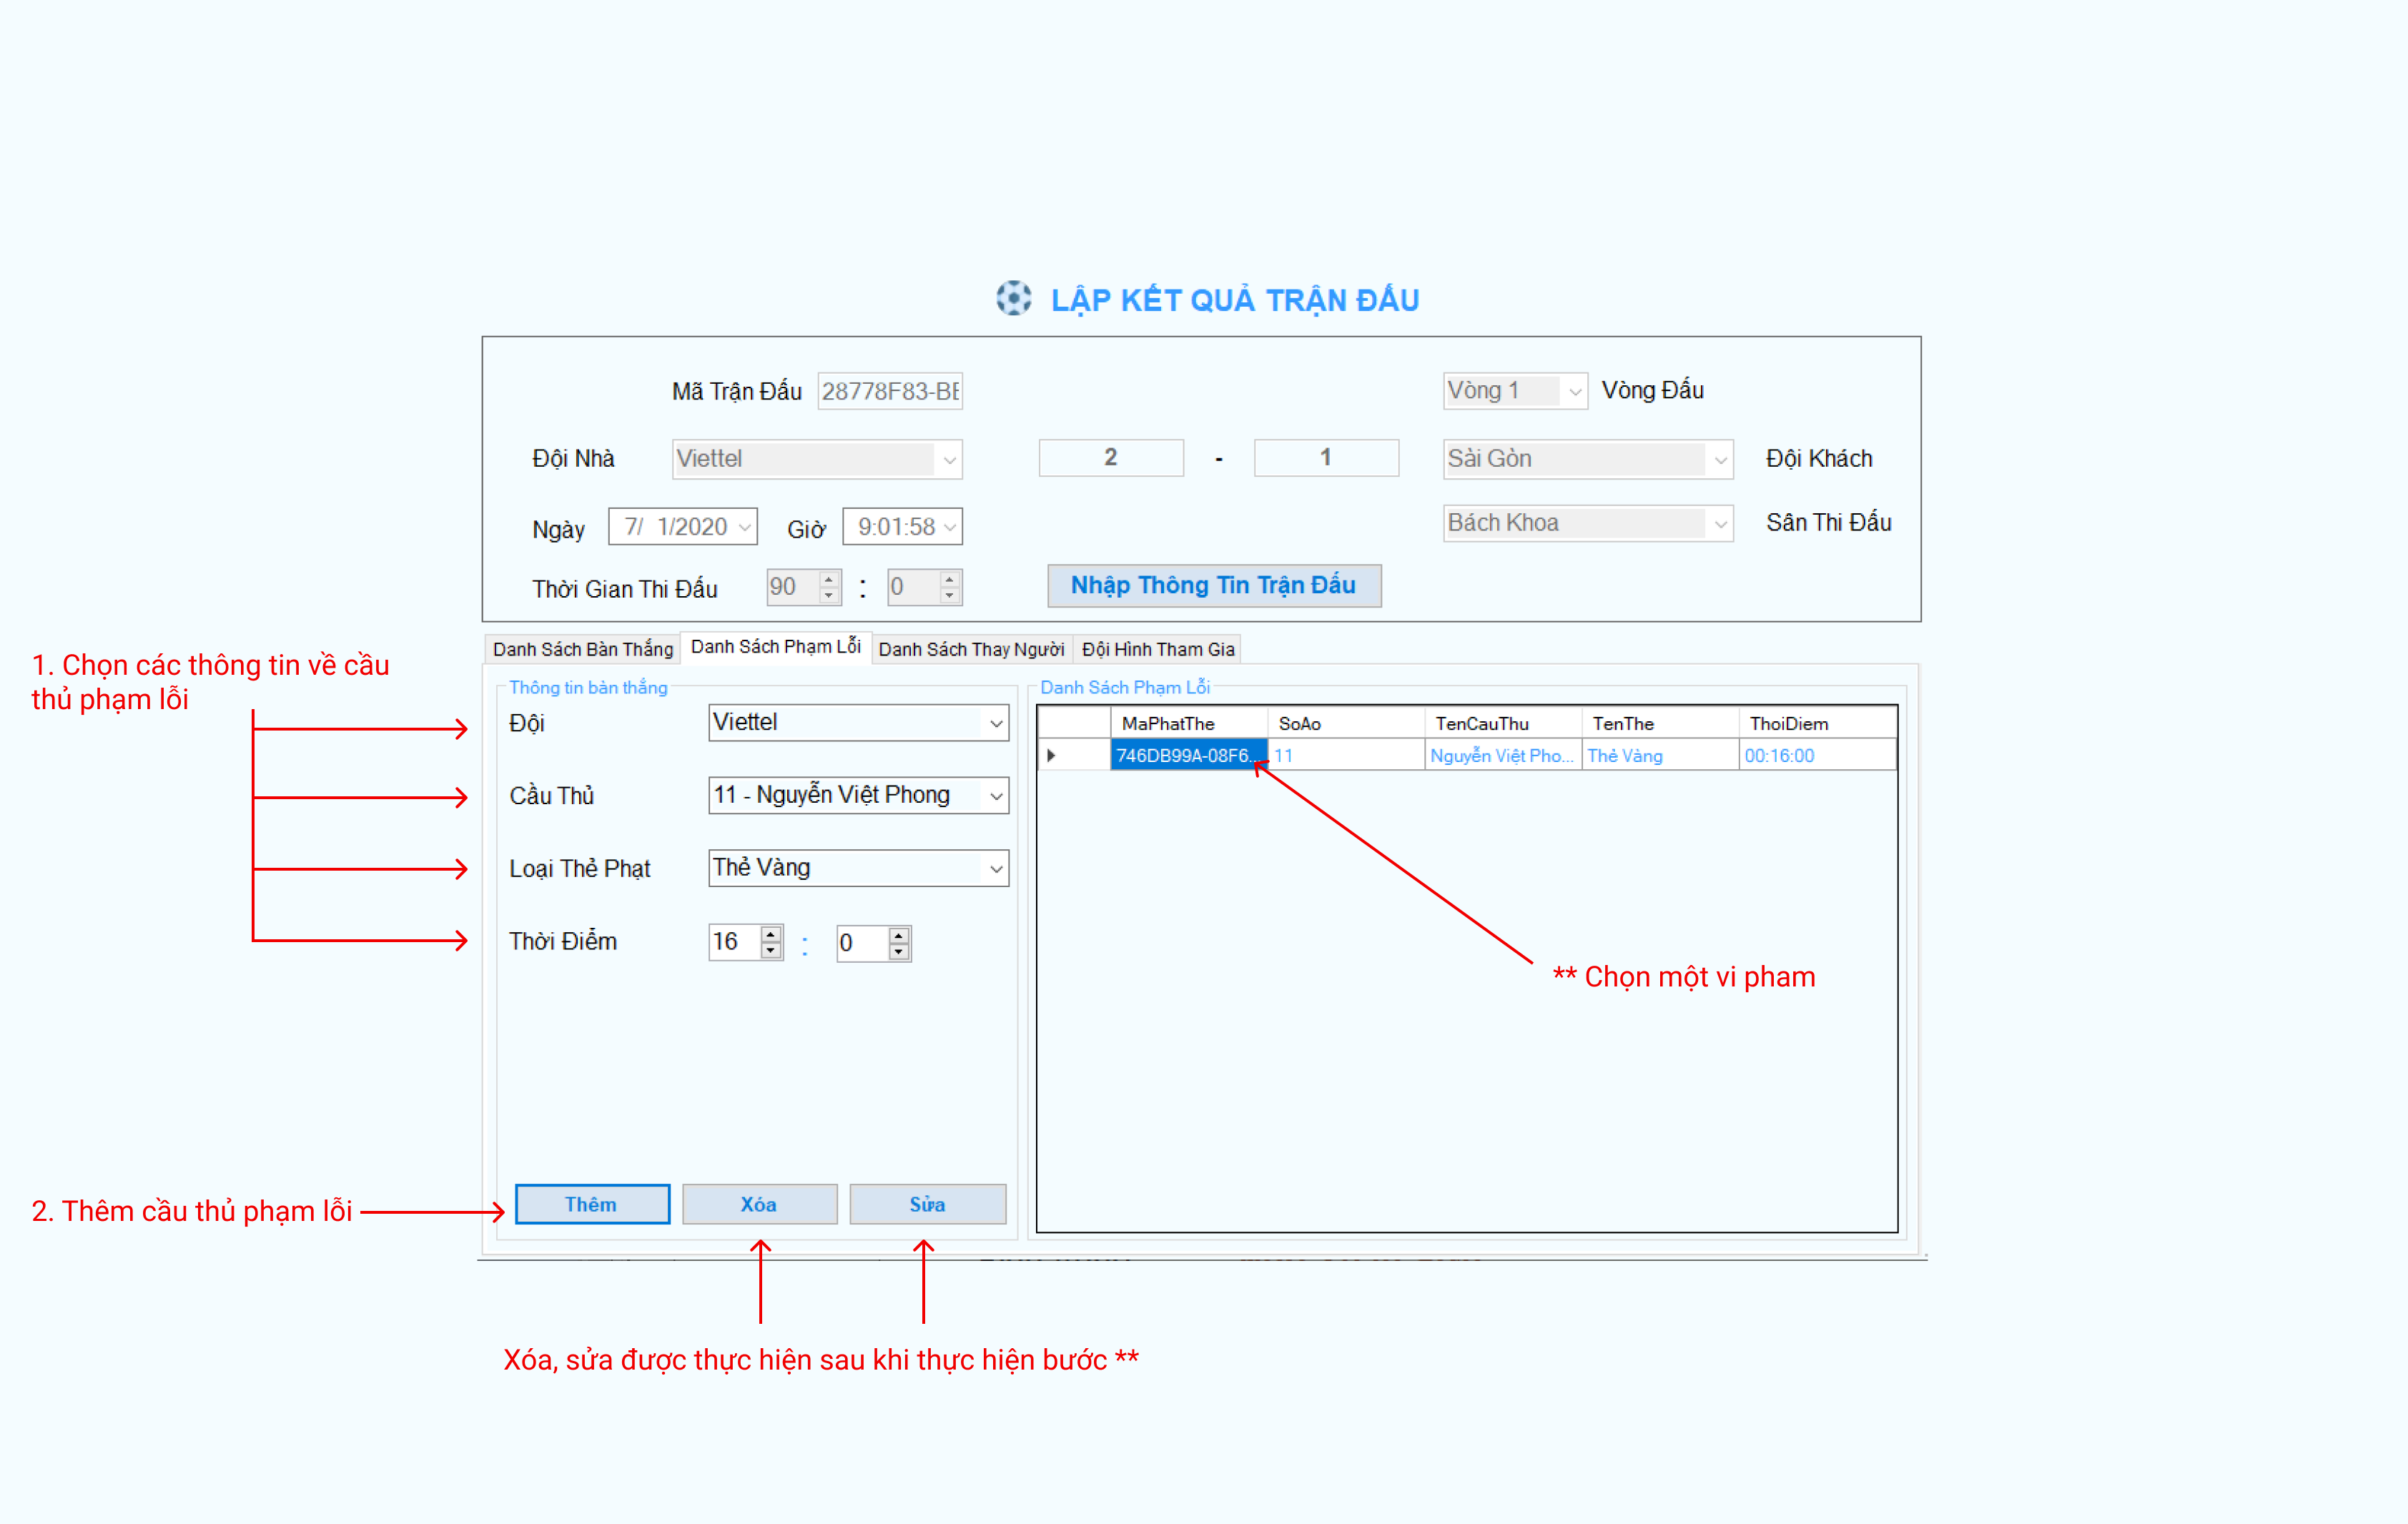 LẬP KẾT QUẢ TRẬN ĐẤU
Mã Trận Đấu 28778F83-BE Vòng 1 Vòng Đấu
Đội Nhà Viettel 2 - 1 Sài Gòn Đội Khách
Ngày 7/ 1/2020 Giờ 9:01:58 Bách Khoa Sân Thi Đấu
Thời Gian Thi Đấu 90 : 0 Nhập Thông Tin Trận Đấu
Danh Sách Bàn Thắng Danh Sách Phạm Lỗi Danh Sách Thay Người Đội Hình Tham Gia
1. Chọn các thông tin về cầu
thủ phạm lỗi
Thông tin bàn thắng
Đội Viettel
Cầu Thủ 11 - Nguyễn Việt Phong
Loại Thẻ Phạt Thẻ Vàng
Thời Điểm 16 : 0
Danh Sách Phạm Lỗi
MaPhatThe SoAo TenCauThu TenThe ThoiDiem
746DB99A-08F6... 11 Nguyễn Việt Pho... Thẻ Vàng 00:16:00
** Chọn một vi pham
2. Thêm cầu thủ phạm lỗi
Thêm Xóa Sửa
Xóa, sửa được thực hiện sau khi thực hiện bước **